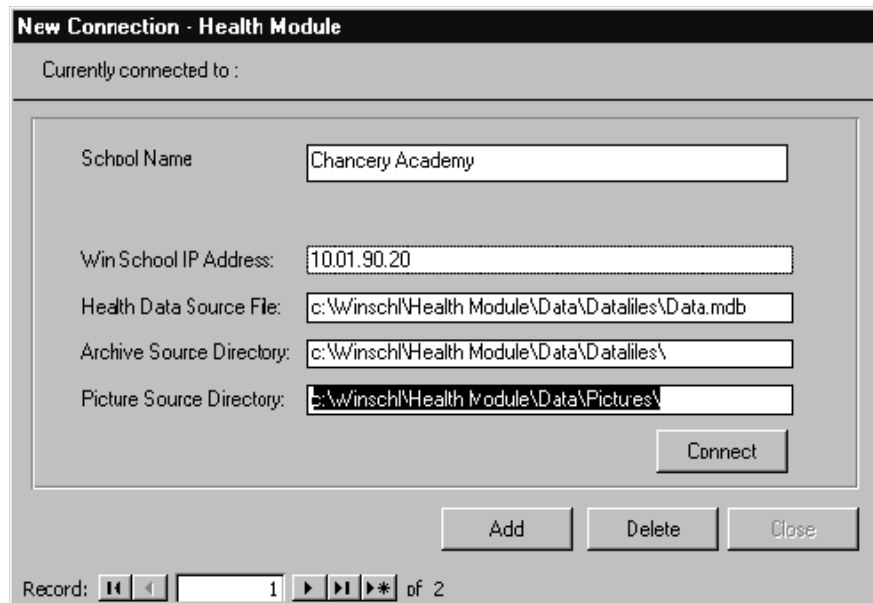 New Connection - Health Module
Currently connected to :
School Name Chancery Academy
Win School IP Address: 10.01.90.20
Health Data Source File: c:\Winschl\Health Module\Data\Datafiles\Data.mdb
Archive Source Directory: c:\Winschl\Health Module\Data\Datafiles\
Picture Source Directory: c:\Winschl\Health Module\Data\Pictures\
Connect
Add Delete Close
Record: 1 of 2